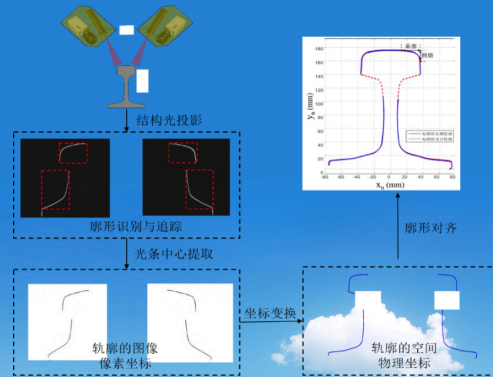 结构光投影
廓形识别与追踪
光条中心提取
轨廓的图像
像素坐标
坐标变换
轨廓的空间
物理坐标
廓形对齐
垂磨
侧磨
yn (mm)
180
160
140
120
100
80
60
40
20
0
-80 -60 -40 -20 0 20 40 60 80
xn (mm)